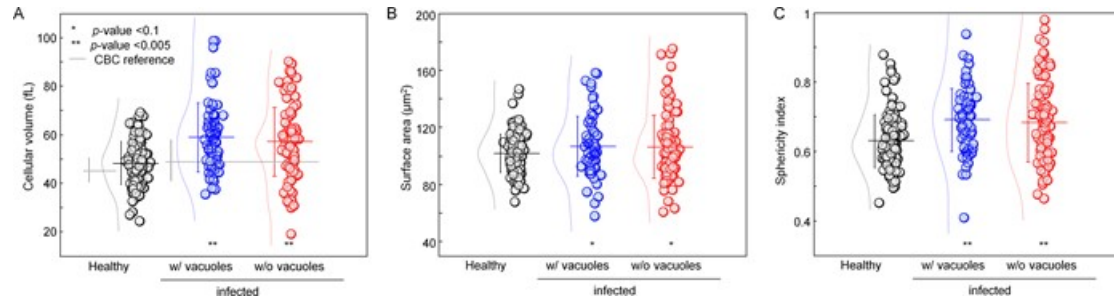 A
* p-value <0.1
** p-value <0.005
CBC reference
Cellular volume (fL)
100
80
60
40
20
** **
Healthy w/ vacuoles w/o vacuoles
infected
B
Surface area (µm²)
200
160
120
80
40
* *
Healthy w/ vacuoles w/o vacuoles
infected
C
Sphericity index
1
0.8
0.6
0.4
** **
Healthy w/ vacuoles w/o vacuoles
infected